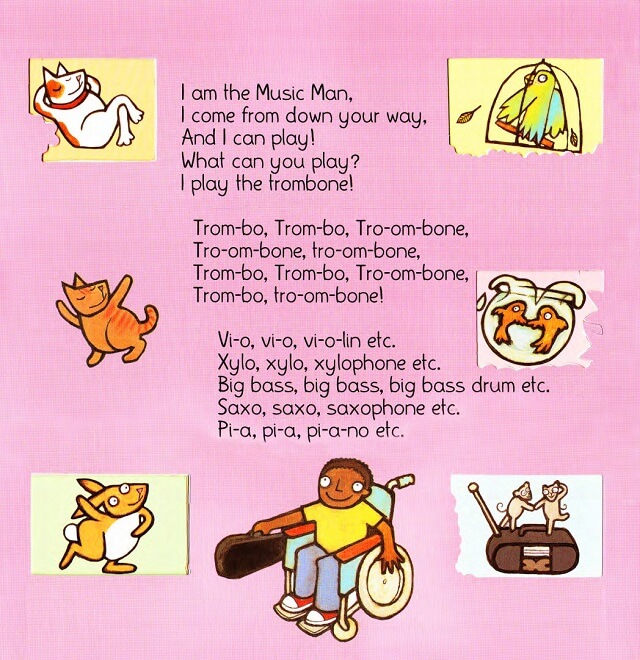 I am the Music Man,
I come from down your way,
And I can play!
What can you play?
I play the trombone!
Trom-bo, Trom-bo, Tro-om-bone,
Tro-om-bone, tro-om-bone,
Trom-bo, Trom-bo, Tro-om-bone,
Trom-bo, tro-om-bone!
Vi-o, vi-o, vi-o-lin etc.
Xylo, xylo, xylophone etc.
Big bass, big bass, big bass drum etc.
Saxo, saxo, saxophone etc.
Pi-a, pi-a, pi-a-no etc.